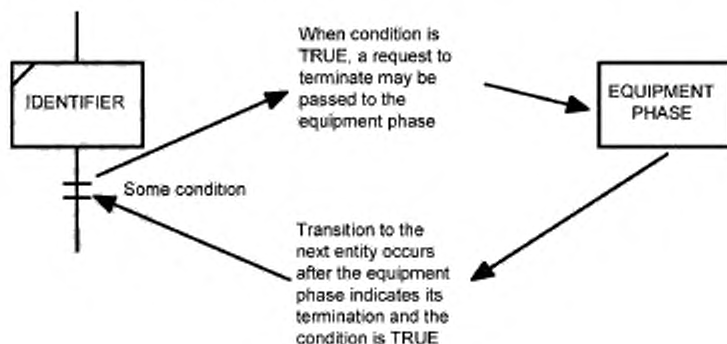 When condition is
TRUE, a request to
terminate may be
passed to the
equipment phase
IDENTIFIER
EQUIPMENT
PHASE
Some condition
Transition to the
next entity occurs
after the equipment
phase indicates its
termination and the
condition is TRUE